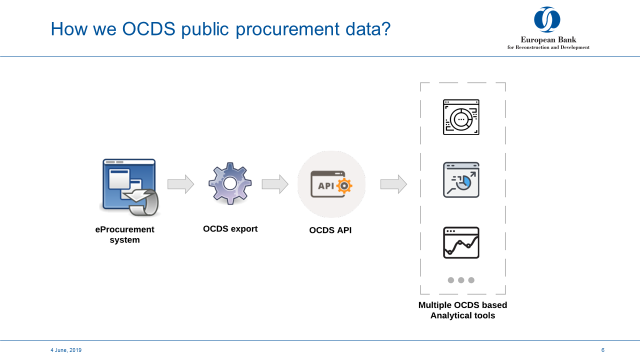 How we OCDS public procurement data?
European Bank
for Reconstruction and Development
API
eProcurement
system
OCDS export
OCDS API
Multiple OCDS based
Analytical tools
4 June, 2019
6